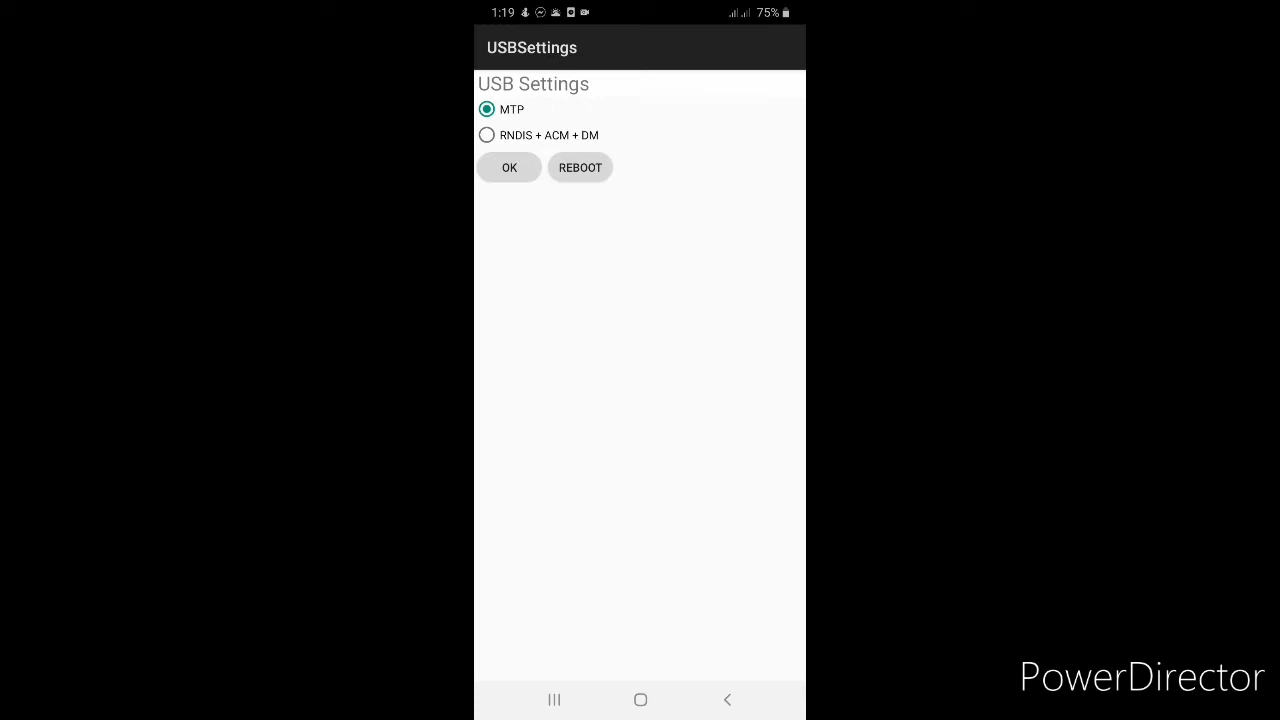 1:19 75%
USBSettings
USB Settings
MTP
RNDIS + ACM + DM
OK REBOOT
PowerDirector